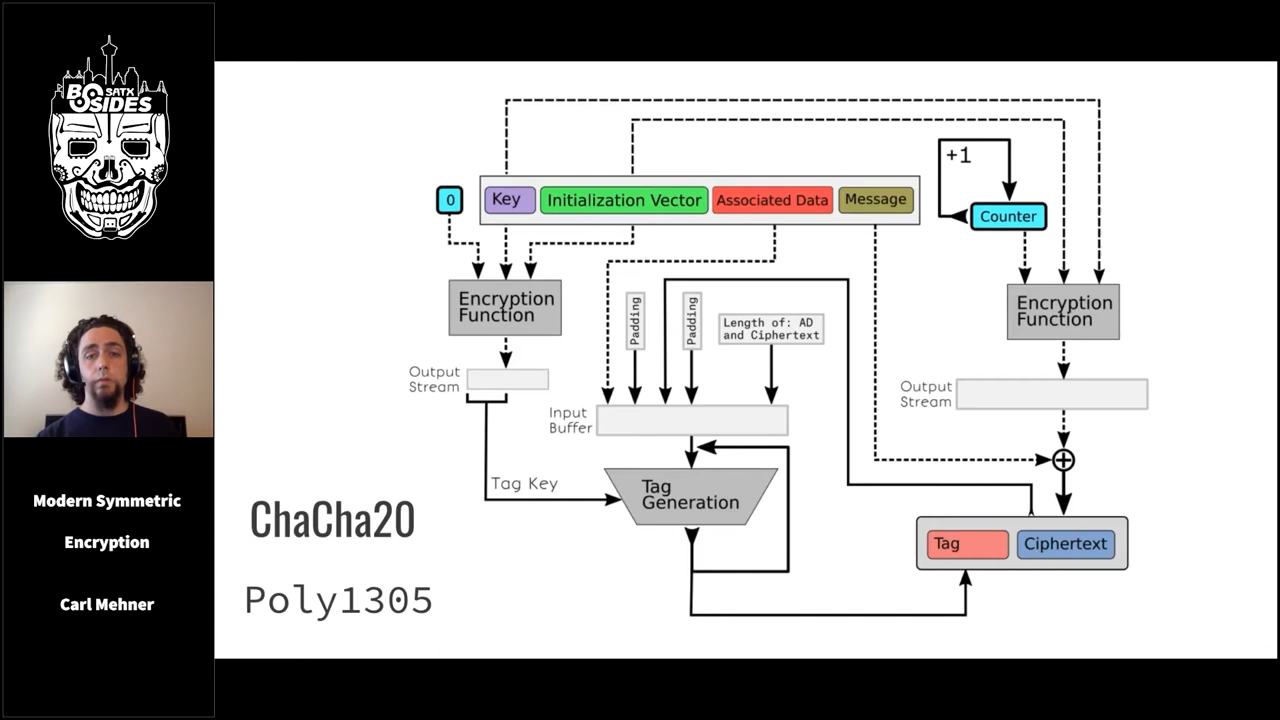 BSIDES
SATX
Modern Symmetric
Encryption
Carl Mehner
+1
0
Key
Initialization Vector
Associated Data
Message
Counter
Encryption
Function
Padding
Padding
Length of: AD
and Ciphertext
Encryption
Function
Output
Stream
Input
Buffer
Output
Stream
Tag Key
Tag
Generation
ChaCha20
Poly1305
Tag
Ciphertext